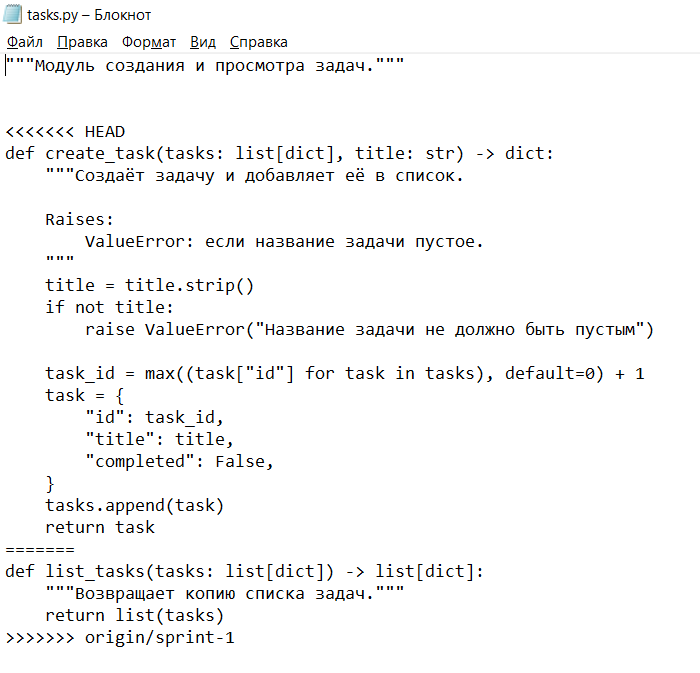 tasks.py – Блокнот
Файл Правка Формат Вид Справка
"""Модуль создания и просмотра задач."""


<<<<<<< HEAD
def create_task(tasks: list[dict], title: str) -> dict:
    """Создаёт задачу и добавляет её в список.

    Raises:
        ValueError: если название задачи пустое.
    """
    title = title.strip()
    if not title:
        raise ValueError("Название задачи не должно быть пустым")

    task_id = max((task["id"] for task in tasks), default=0) + 1
    task = {
        "id": task_id,
        "title": title,
        "completed": False,
    }
    tasks.append(task)
    return task
=======
def list_tasks(tasks: list[dict]) -> list[dict]:
    """Возвращает копию списка задач."""
    return list(tasks)
>>>>>>> origin/sprint-1